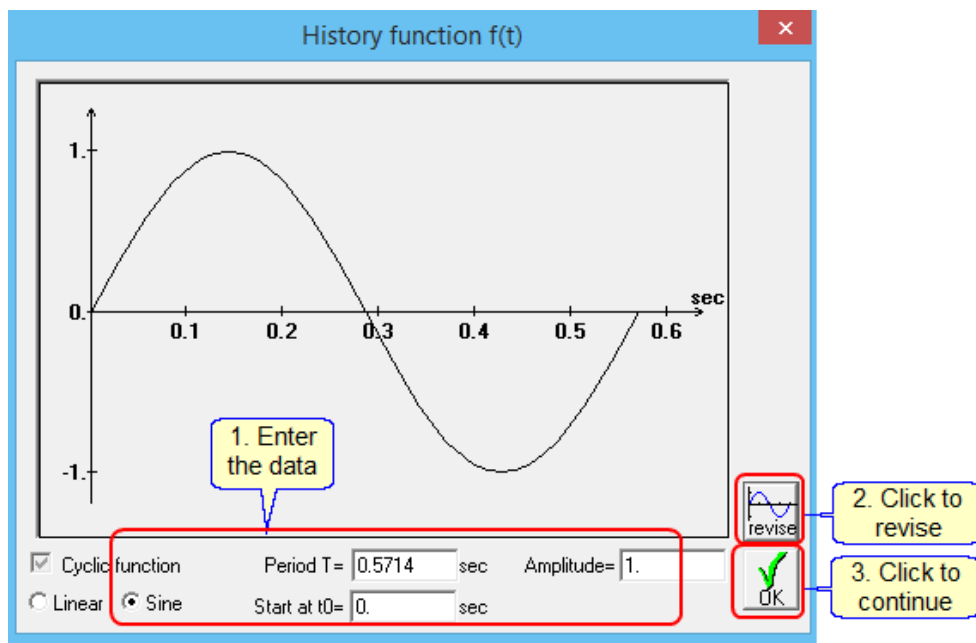 History function f(t)
1.
0.
-1.
sec
0.1 0.2 0.3 0.4 0.5 0.6
1. Enter
the data
revise
2. Click to
revise
Cyclic function
Period T= 0.5714 sec
Amplitude= 1.
Linear
Sine
Start at t0= 0. sec
OK
3. Click to
continue